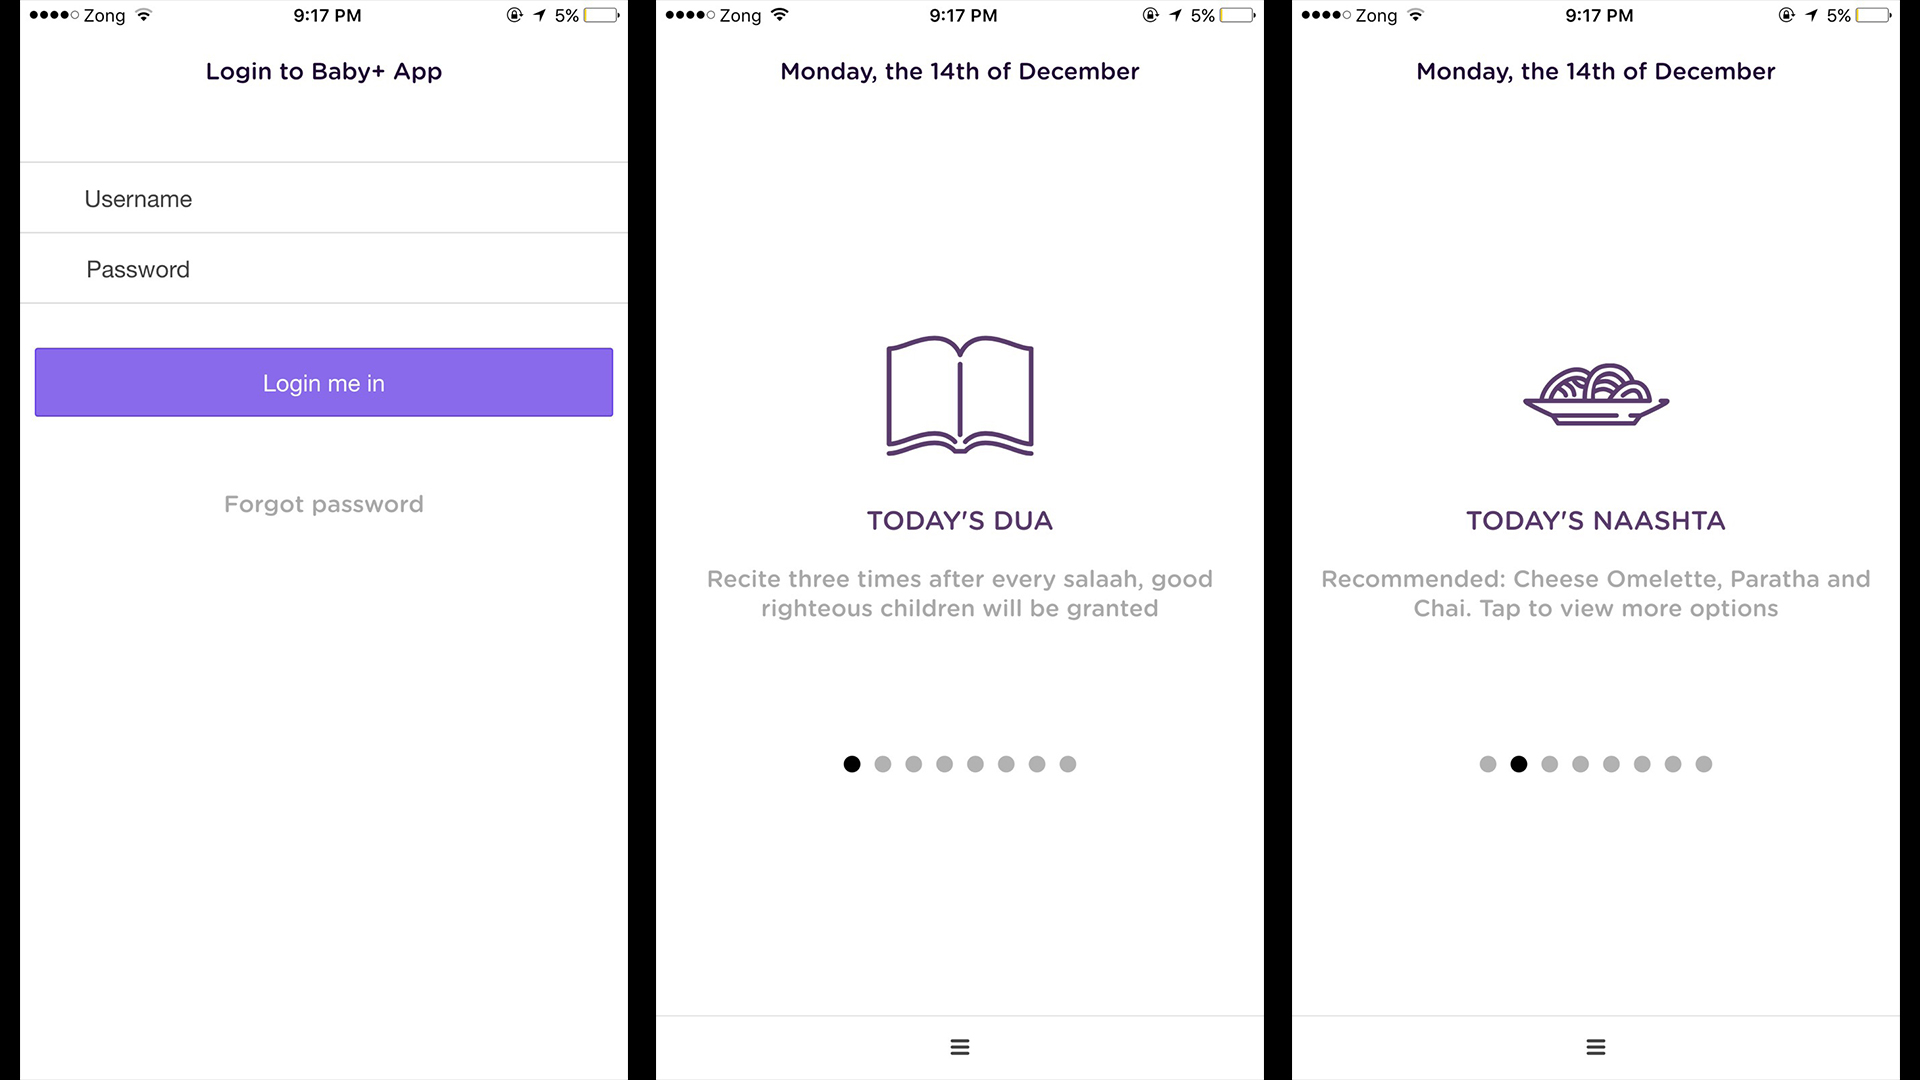 Zong 9:17 PM 5%
Login to Baby+ App
Username
Password
Login me in
Forgot password
Zong 9:17 PM 5%
Monday, the 14th of December
TODAY'S DUA
Recite three times after every salaah, good
righteous children will be granted
Zong 9:17 PM 5%
Monday, the 14th of December
TODAY'S NAASHTA
Recommended: Cheese Omelette, Paratha and
Chai. Tap to view more options